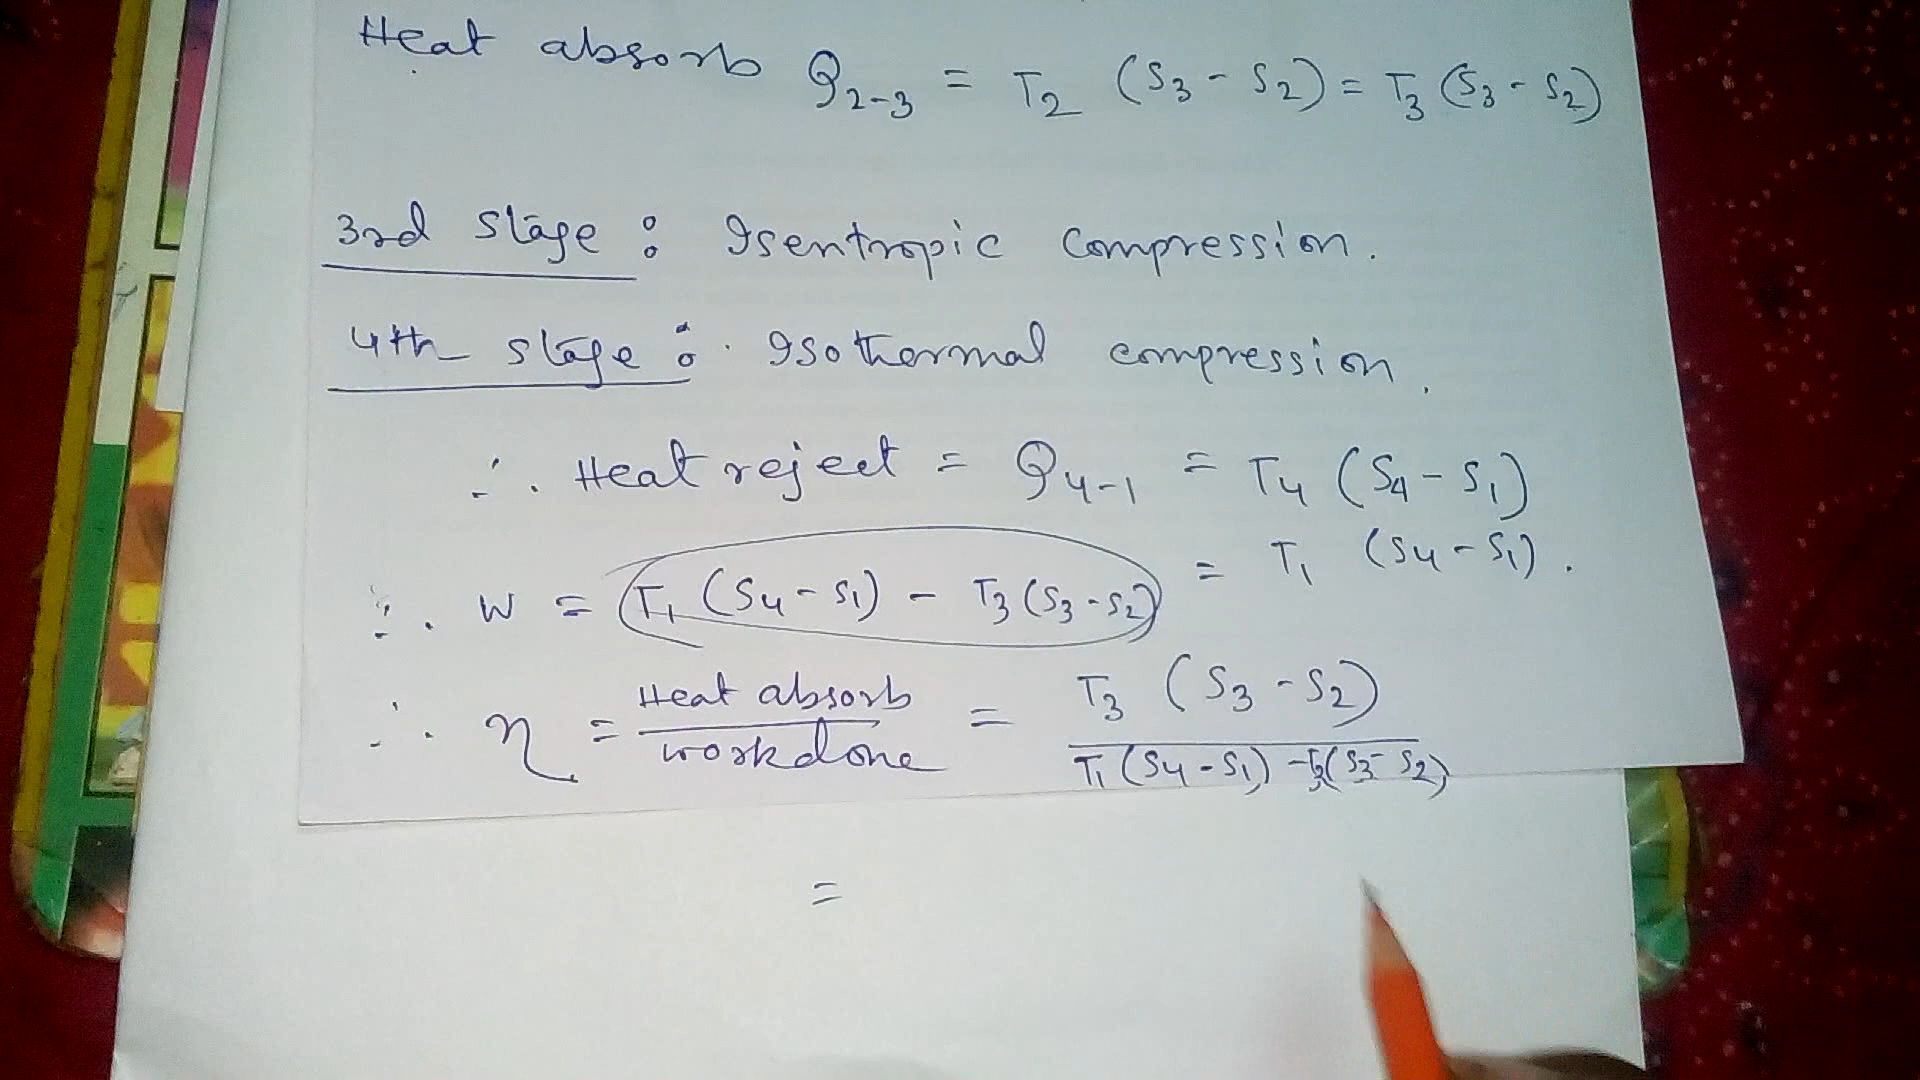 Heat absorb Q2-3 = T2 (S3 - S2) = T3 (S3 - S2)
3rd stage : Isentropic compression.
4th stage : Isothermal compression.
∴ Heat reject = Q4-1 = T4 (S4 - S1)
= T1 (S4 - S1).
∴ W = T1 (S4 - S1) - T3 (S3 - S2)
∴ η = Heat absorb / workdone = T3 (S3 - S2) / T1 (S4 - S1) - T3 (S3 - S2)
=